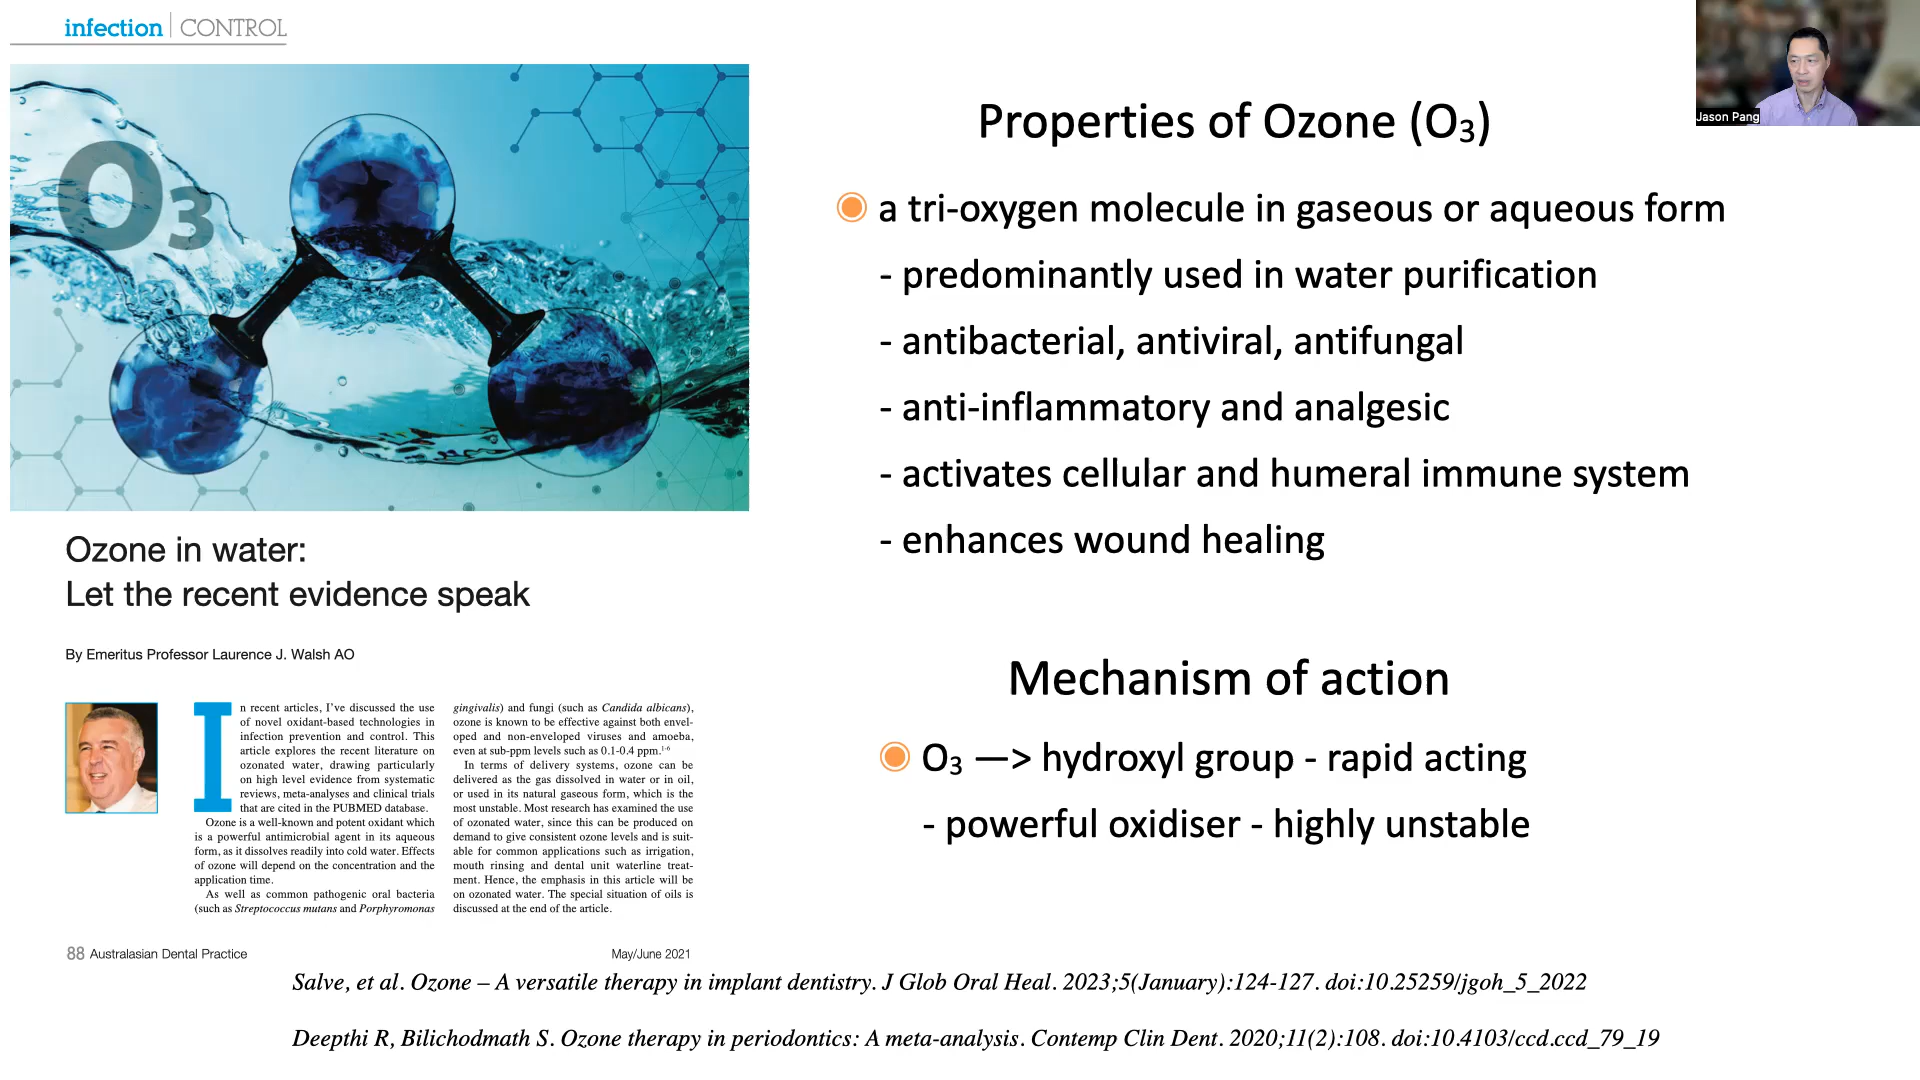 infection | CONTROL
O3
Ozone in water:
Let the recent evidence speak
By Emeritus Professor Laurence J. Walsh AO
In recent articles, I’ve discussed the use
of novel oxidant-based technologies in
infection prevention and control. This
article explores the recent literature on
ozonated water, drawing particularly
on high level evidence from systematic
reviews, meta-analyses and clinical trials
that are cited in the PUBMED database.
Ozone is a well-known and potent oxidant which
is a powerful antimicrobial agent in its aqueous
form, as it dissolves readily into cold water. Effects
of ozone will depend on the concentration and the
application time.
As well as common pathogenic oral bacteria
(such as Streptococcus mutans and Porphyromonas
gingivalis) and fungi (such as Candida albicans),
ozone is known to be effective against both envel-
oped and non-enveloped viruses and amoeba,
even at sub-ppm levels such as 0.1-0.4 ppm.1-6
In terms of delivery systems, ozone can be
delivered as the gas dissolved in water or in oil,
or used in its natural gaseous form, which is the
most unstable. Most research has examined the use
of ozonated water, since this can be produced on
demand to give consistent ozone levels and is suit-
able for common applications such as irrigation,
mouth rinsing and dental unit waterline treat-
ment. Hence, the emphasis in this article will be
on ozonated water. The special situation of oils is
discussed at the end of the article.
88 Australasian Dental Practice
May/June 2021
Properties of Ozone (O3)
a tri-oxygen molecule in gaseous or aqueous form
- predominantly used in water purification
- antibacterial, antiviral, antifungal
- anti-inflammatory and analgesic
- activates cellular and humeral immune system
- enhances wound healing
Mechanism of action
O3 —> hydroxyl group - rapid acting
- powerful oxidiser - highly unstable
Salve, et al. Ozone – A versatile therapy in implant dentistry. J Glob Oral Heal. 2023;5(January):124-127. doi:10.25259/jgoh_5_2022
Deepthi R, Bilichodmath S. Ozone therapy in periodontics: A meta-analysis. Contemp Clin Dent. 2020;11(2):108. doi:10.4103/ccd.ccd_79_19
Jason Pang